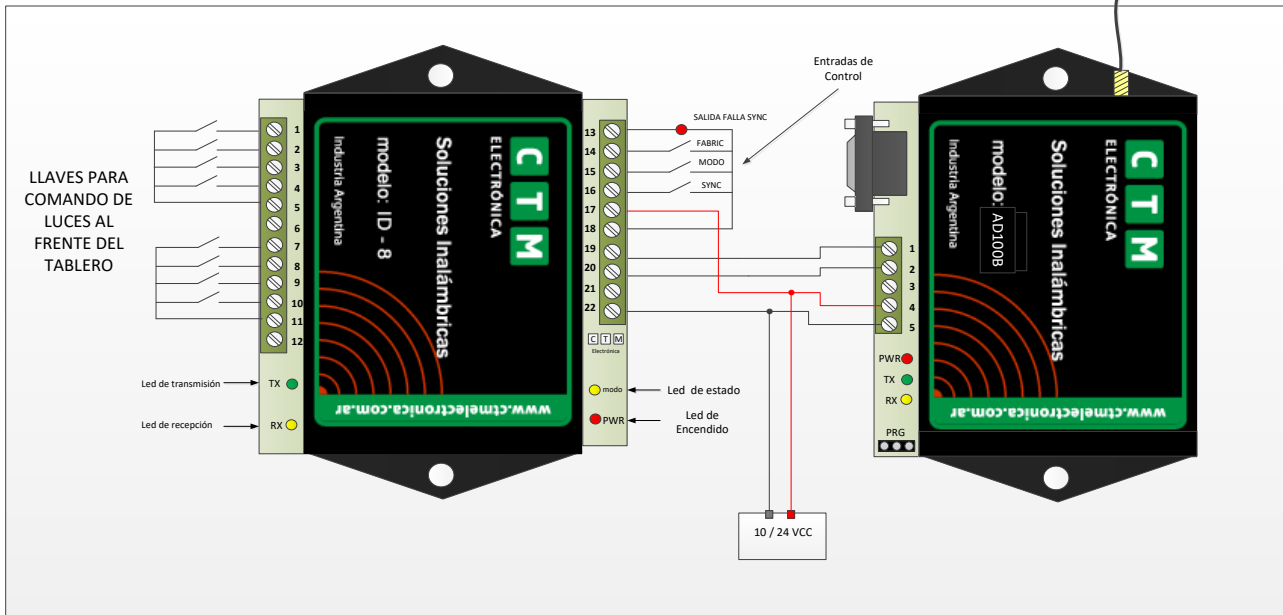 LLAVES PARA
COMANDO DE
LUCES AL
FRENTE DEL
TABLERO
1
2
3
4
5
6
7
8
9
10
11
12
Led de transmisión
TX
Led de recepción
RX
C T M
ELECTRÓNICA
Soluciones Inalámbricas
modelo: ID - 8
Industria Argentina
www.ctmelectronica.com.ar
13
14
15
16
17
18
19
20
21
22
C T M
Electrónica
modo
PWR
Led de estado
Led de
Encendido
Entradas de
Control
SALIDA FALLA SYNC
FABRIC
MODO
SYNC
10 / 24 VCC
1
2
3
4
5
PWR
TX
RX
PRG
C T M
ELECTRÓNICA
Soluciones Inalámbricas
modelo: AD100B
Industria Argentina
www.ctmelectronica.com.ar